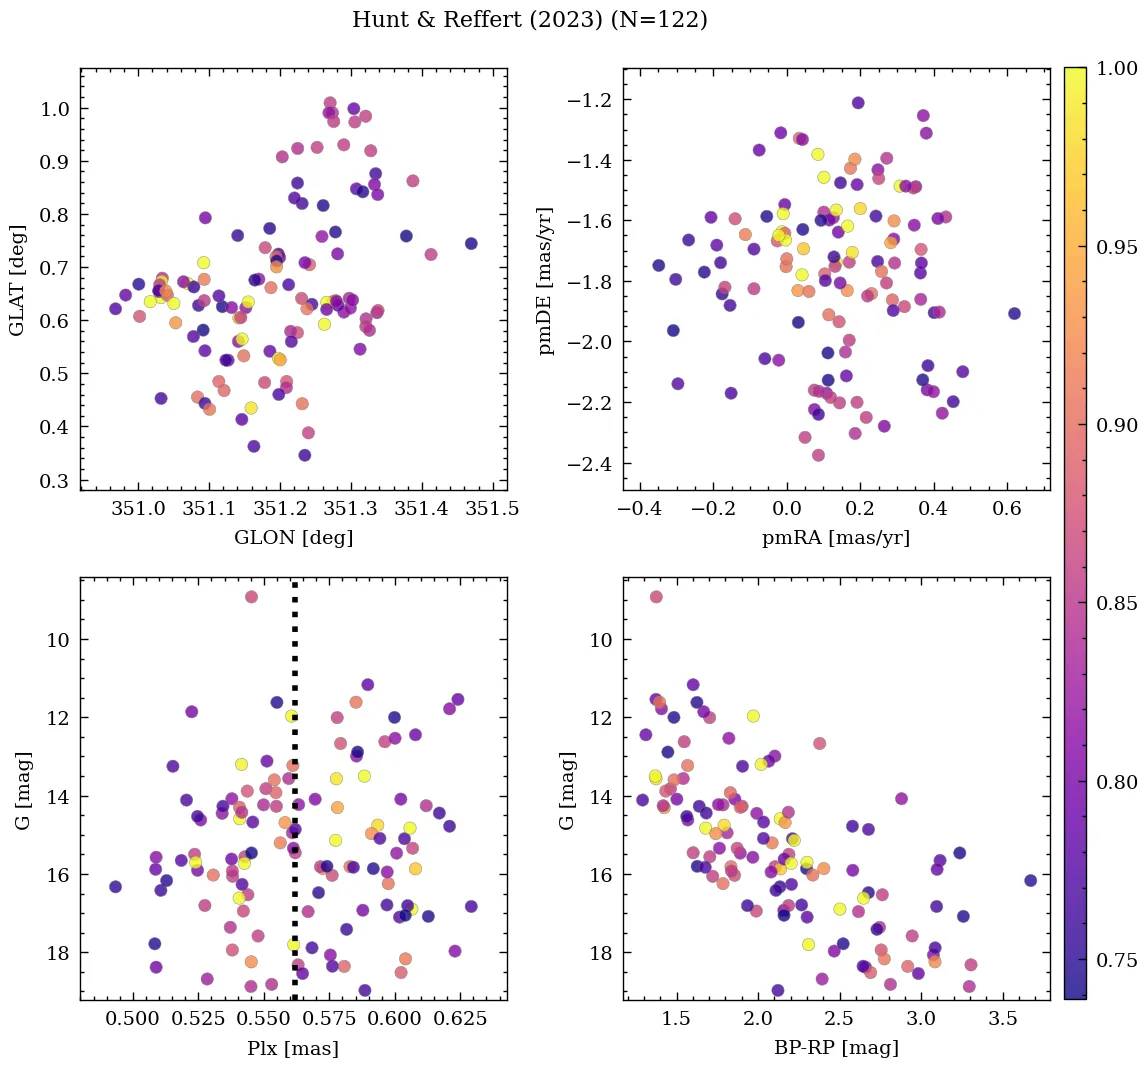 Hunt & Reffert (2023) (N=122)
GLAT [deg]
1.0
0.9
0.8
0.7
0.6
0.5
0.4
0.3
351.0 351.1 351.2 351.3 351.4 351.5
GLON [deg]
pmDE [mas/yr]
−1.2
−1.4
−1.6
−1.8
−2.0
−2.2
−2.4
−0.4 −0.2 0.0 0.2 0.4 0.6
pmRA [mas/yr]
G [mag]
10
12
14
16
18
0.500 0.525 0.550 0.575 0.600 0.625
Plx [mas]
G [mag]
10
12
14
16
18
1.5 2.0 2.5 3.0 3.5
BP-RP [mag]
1.00
0.95
0.90
0.85
0.80
0.75